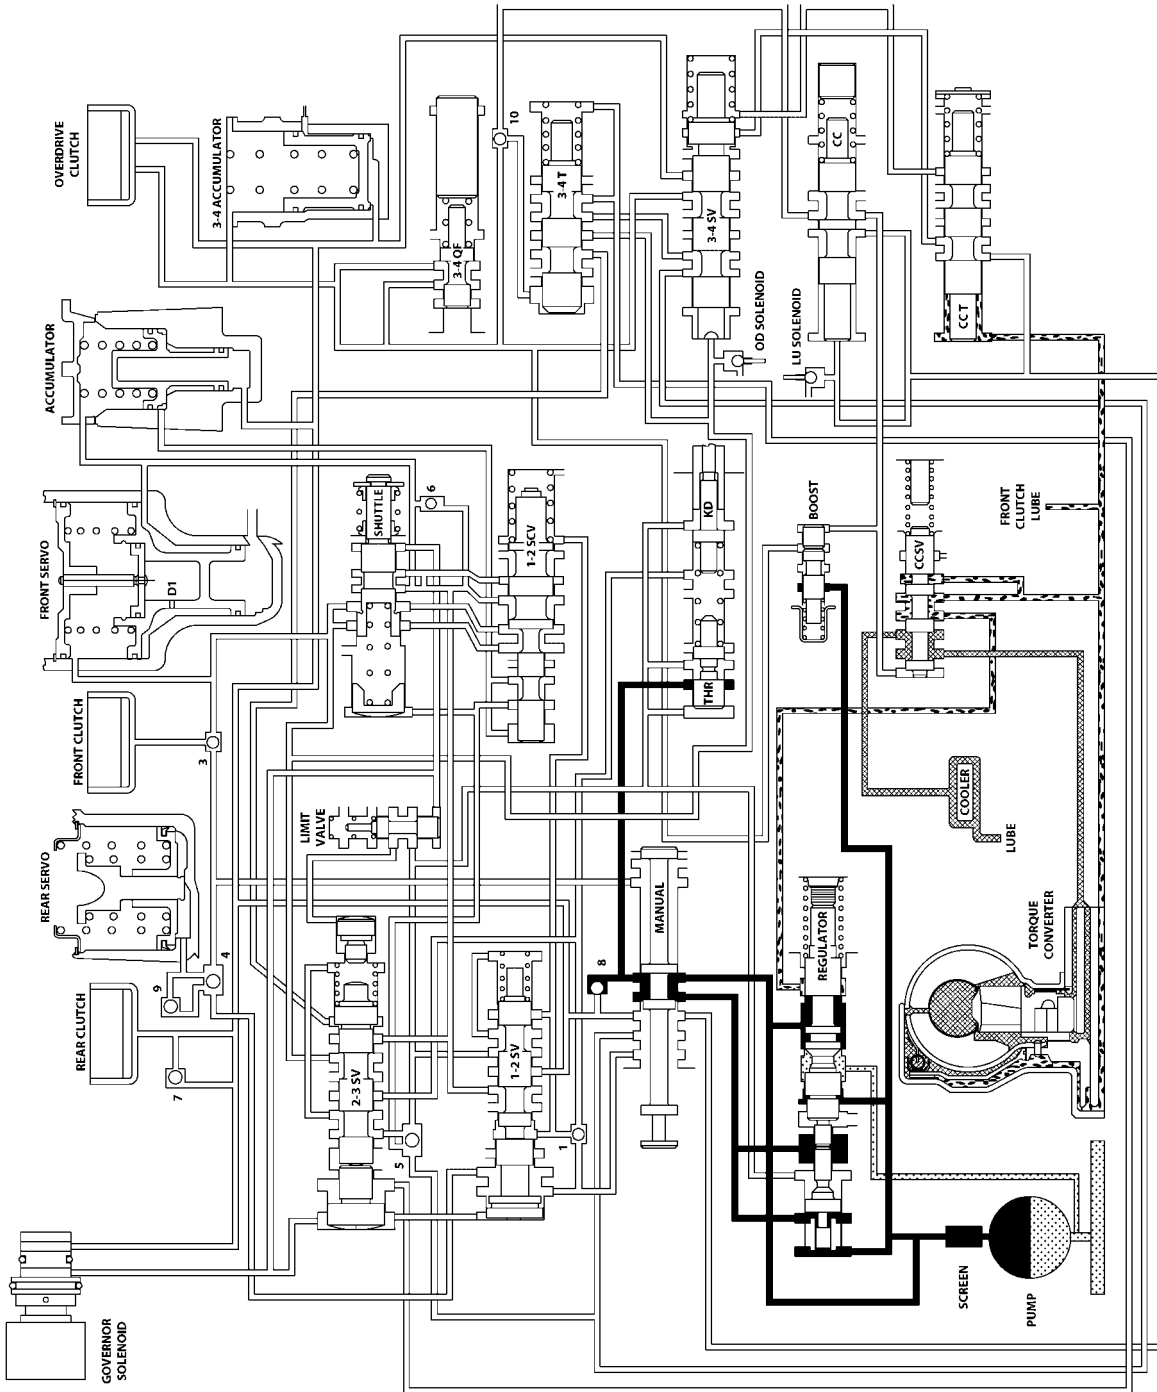 OVERDRIVE
CLUTCH
3-4 ACCUMULATOR
3-4 QF
10
3-4 T
3-4 SV
OD SOLENOID
LU SOLENOID
CC
CC T
ACCUMULATOR
FRONT SERVO
D1
SHUTTLE
6
1-2 SCV
KD
THR
BOOST
CCSV
FRONT
CLUTCH
LUBE
FRONT CLUTCH
3
LIMIT
VALVE
COOLER
LUBE
REAR SERVO
4
9
REAR CLUTCH
7
2-3 SV
5
1-2 SV
1
8
MANUAL
REGULATOR
TORQUE
CONVERTER
SCREEN
PUMP
GOVERNOR
SOLENOID